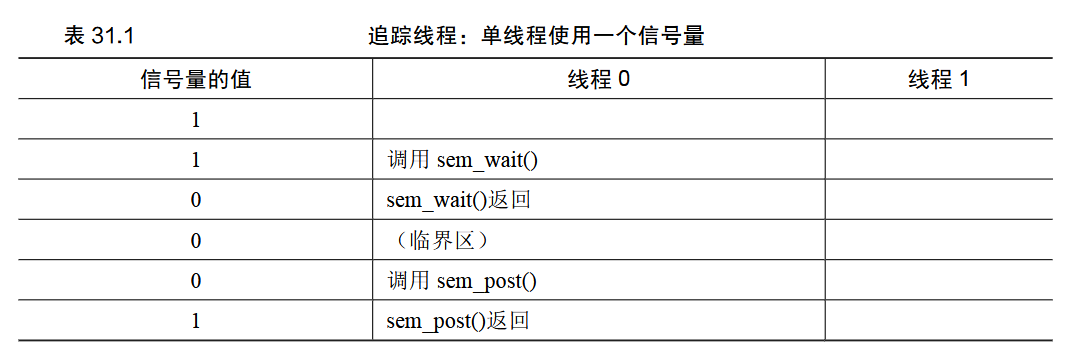 表 31.1 追踪线程：单线程使用一个信号量
信号量的值 线程 0 线程 1
1
1 调用 sem_wait()
0 sem_wait()返回
0 （临界区）
0 调用 sem_post()
1 sem_post()返回